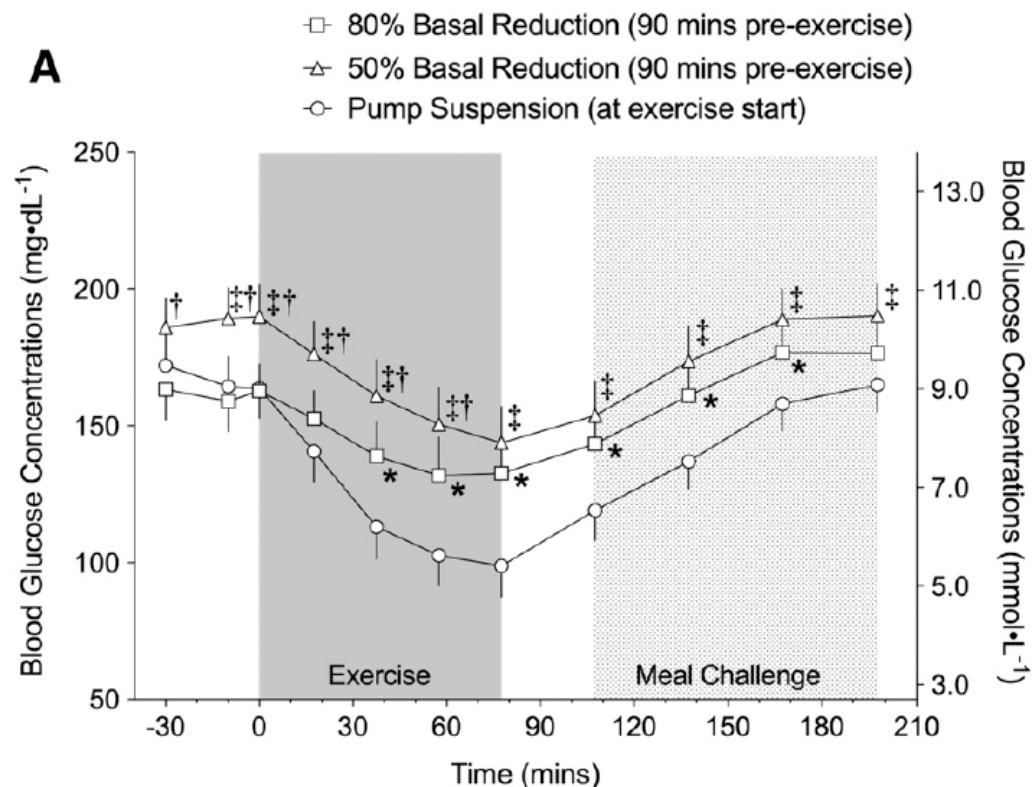 80% Basal Reduction (90 mins pre-exercise)
A
50% Basal Reduction (90 mins pre-exercise)
Pump Suspension (at exercise start)
Blood Glucose Concentrations (mg•dL⁻¹)
250
200
150
100
50
†
‡†
‡†
‡†
‡†
‡†
‡
‡
‡
‡
‡
*
*
*
*
*
*
Exercise
Meal Challenge
13.0
11.0
9.0
7.0
5.0
3.0
Blood Glucose Concentrations (mmol•L⁻¹)
-30 0 30 60 90 120 150 180 210
Time (mins)